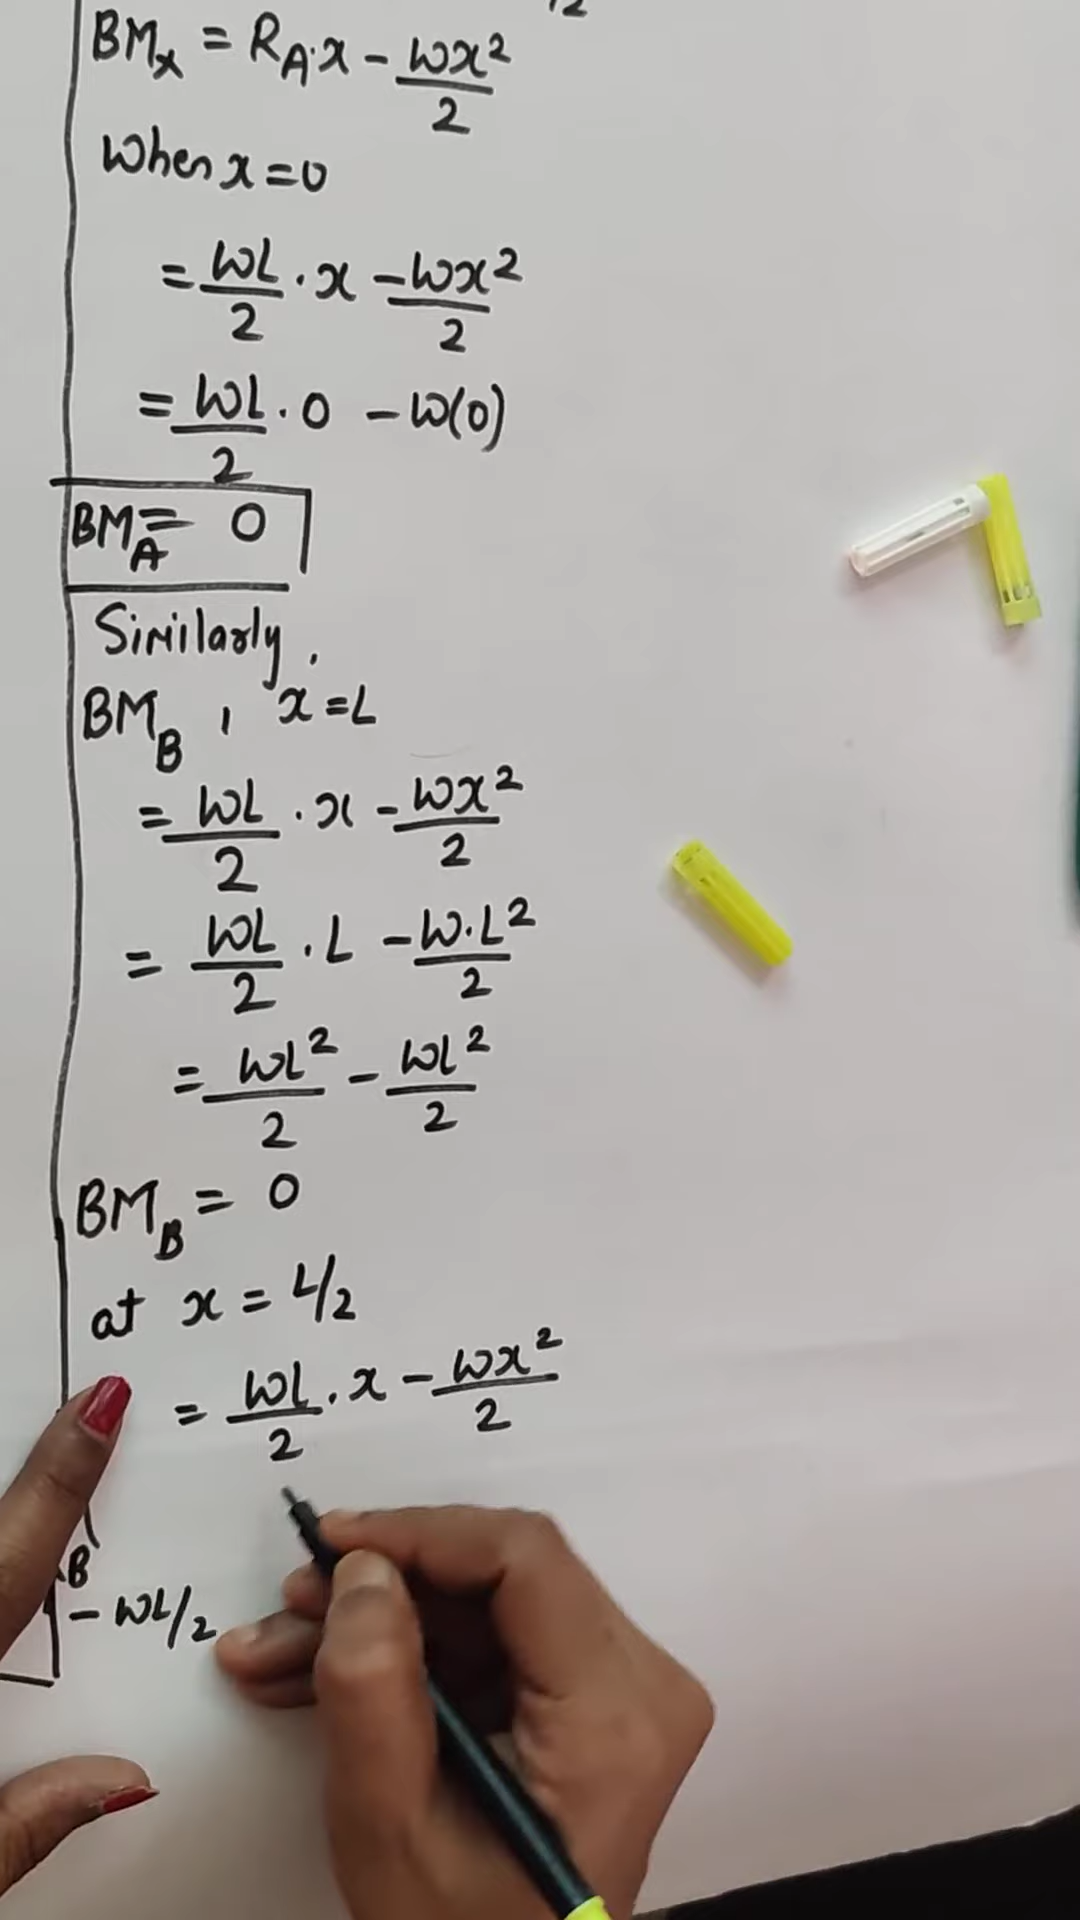 BMx = RA.x - wx²/2
When x=0
= WL/2 . x - wx²/2
= WL/2 . 0 - W(0)
BMA = 0
Similarly,
BMB, x=L
= WL/2 . x - wx²/2
= WL/2 . L - W.L²/2
= WL²/2 - WL²/2
BMB = 0
at x = L/2
= WL/2 . x - wx²/2
B
- WL/2